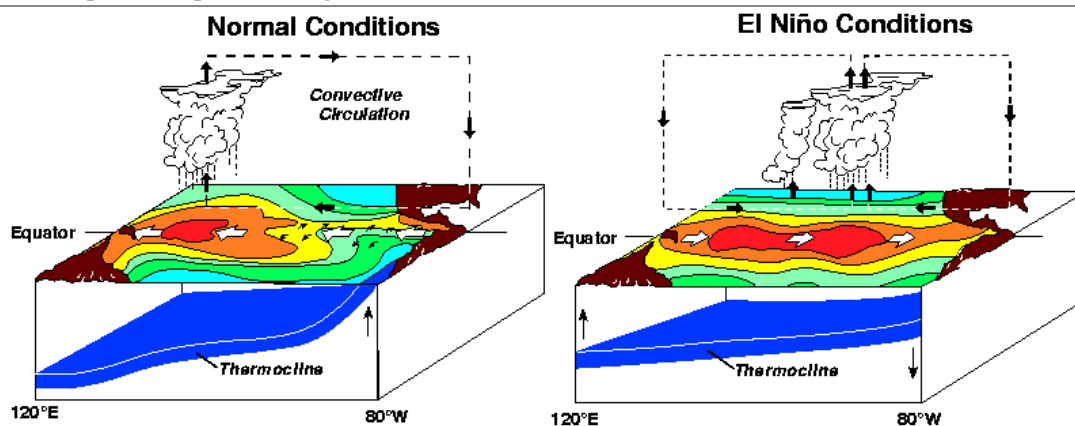 Normal Conditions
Convective
Circulation
Equator
Thermocline
120°E
80°W
El Niño Conditions
Equator
Thermocline
120°E
80°W